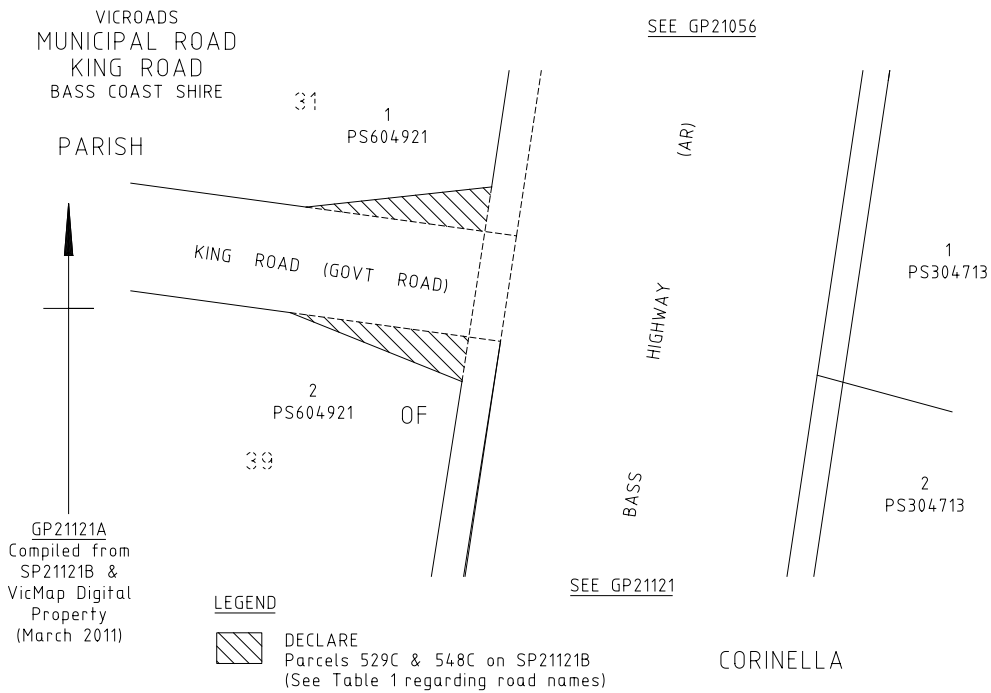 VICROADS
MUNICIPAL ROAD
KING ROAD
BASS COAST SHIRE
SEE GP21056
31
1
PS604921
(AR)
PARISH
KING ROAD (GOVT ROAD)
1
PS304713
HIGHWAY
2
PS604921
OF
39
BASS
2
PS304713
GP21121A
Compiled from
SP21121B &
VicMap Digital
Property
(March 2011)
SEE GP21121
LEGEND
DECLARE
Parcels 529C & 548C on SP21121B
(See Table 1 regarding road names)
CORINELLA